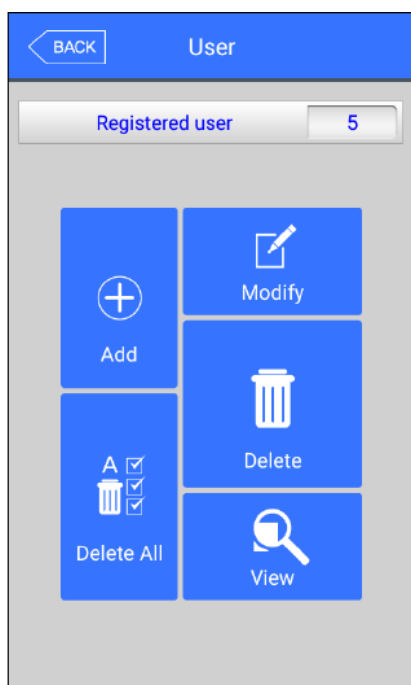 BACK
User
Registered user 5
Modify
Add
Delete
A
Delete All
View